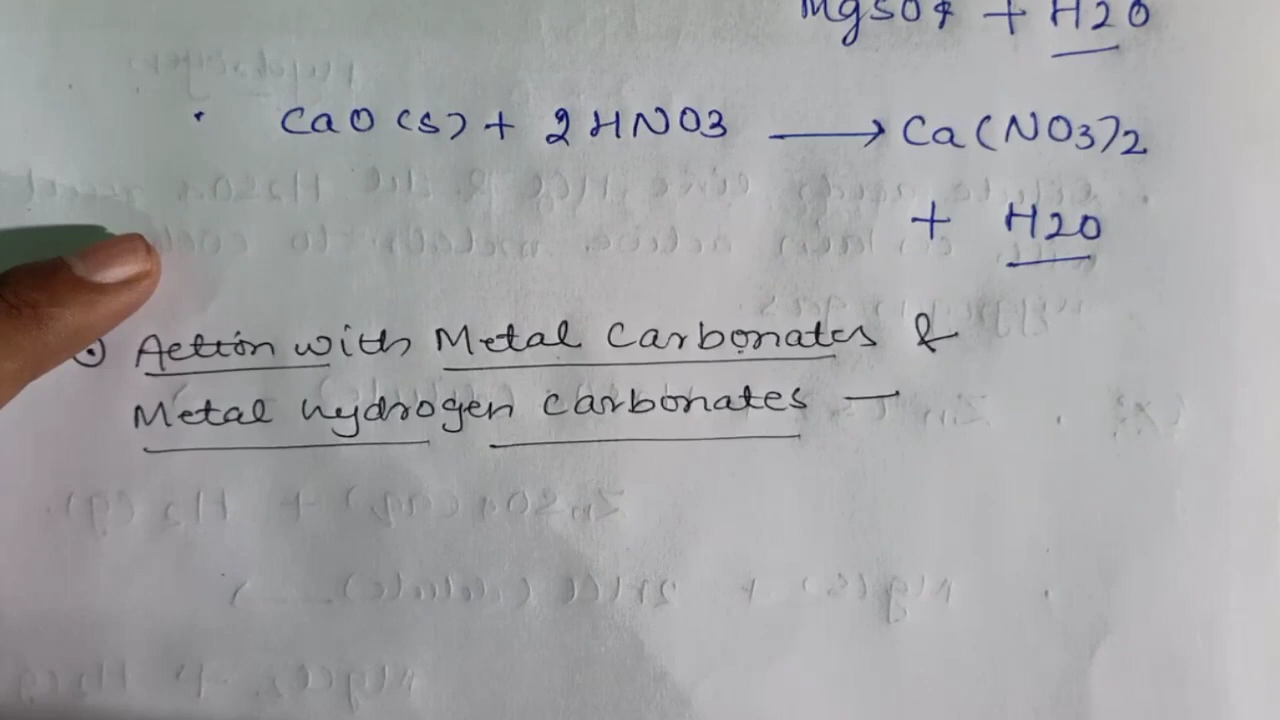 MgSO4 + H2O
• CaO(s) + 2HNO3 ⟶ Ca(NO3)2
+ H2O
Action with Metal Carbonates &
Metal hydrogen carbonates —